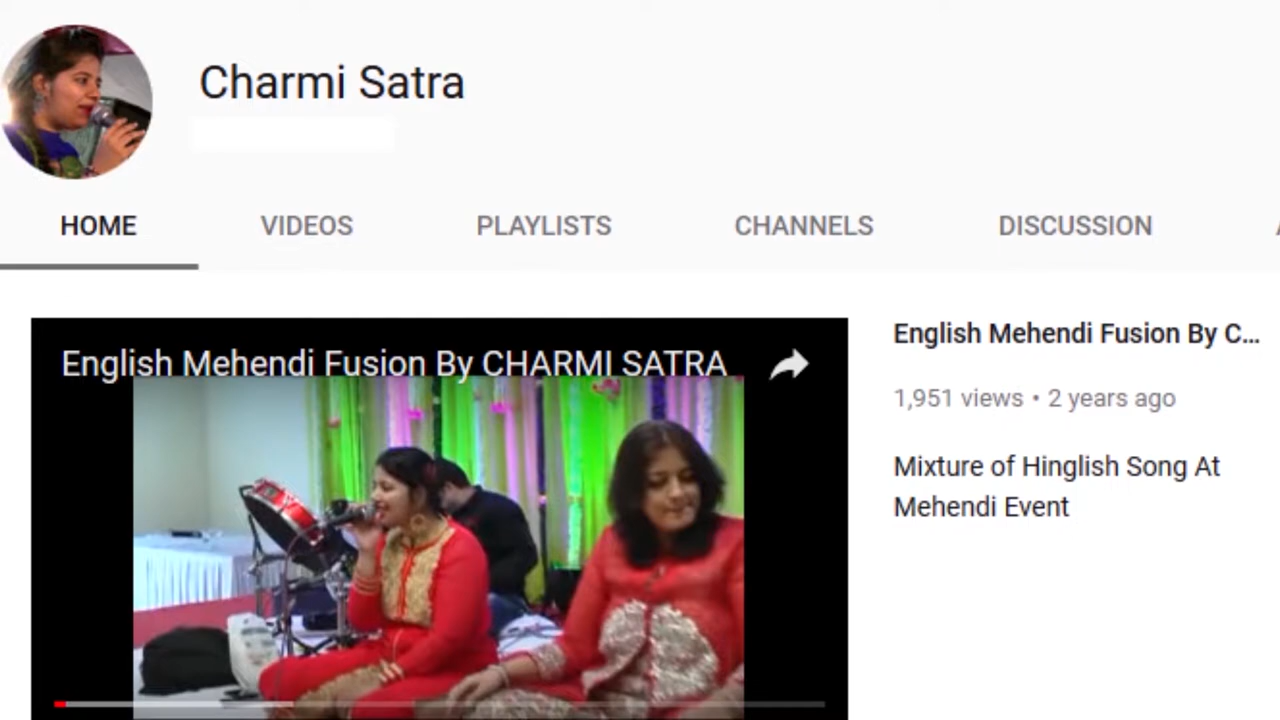 Charmi Satra
HOME VIDEOS PLAYLISTS CHANNELS DISCUSSION
English Mehendi Fusion By CHARMI SATRA
English Mehendi Fusion By C...
1,951 views • 2 years ago
Mixture of Hinglish Song At
Mehendi Event